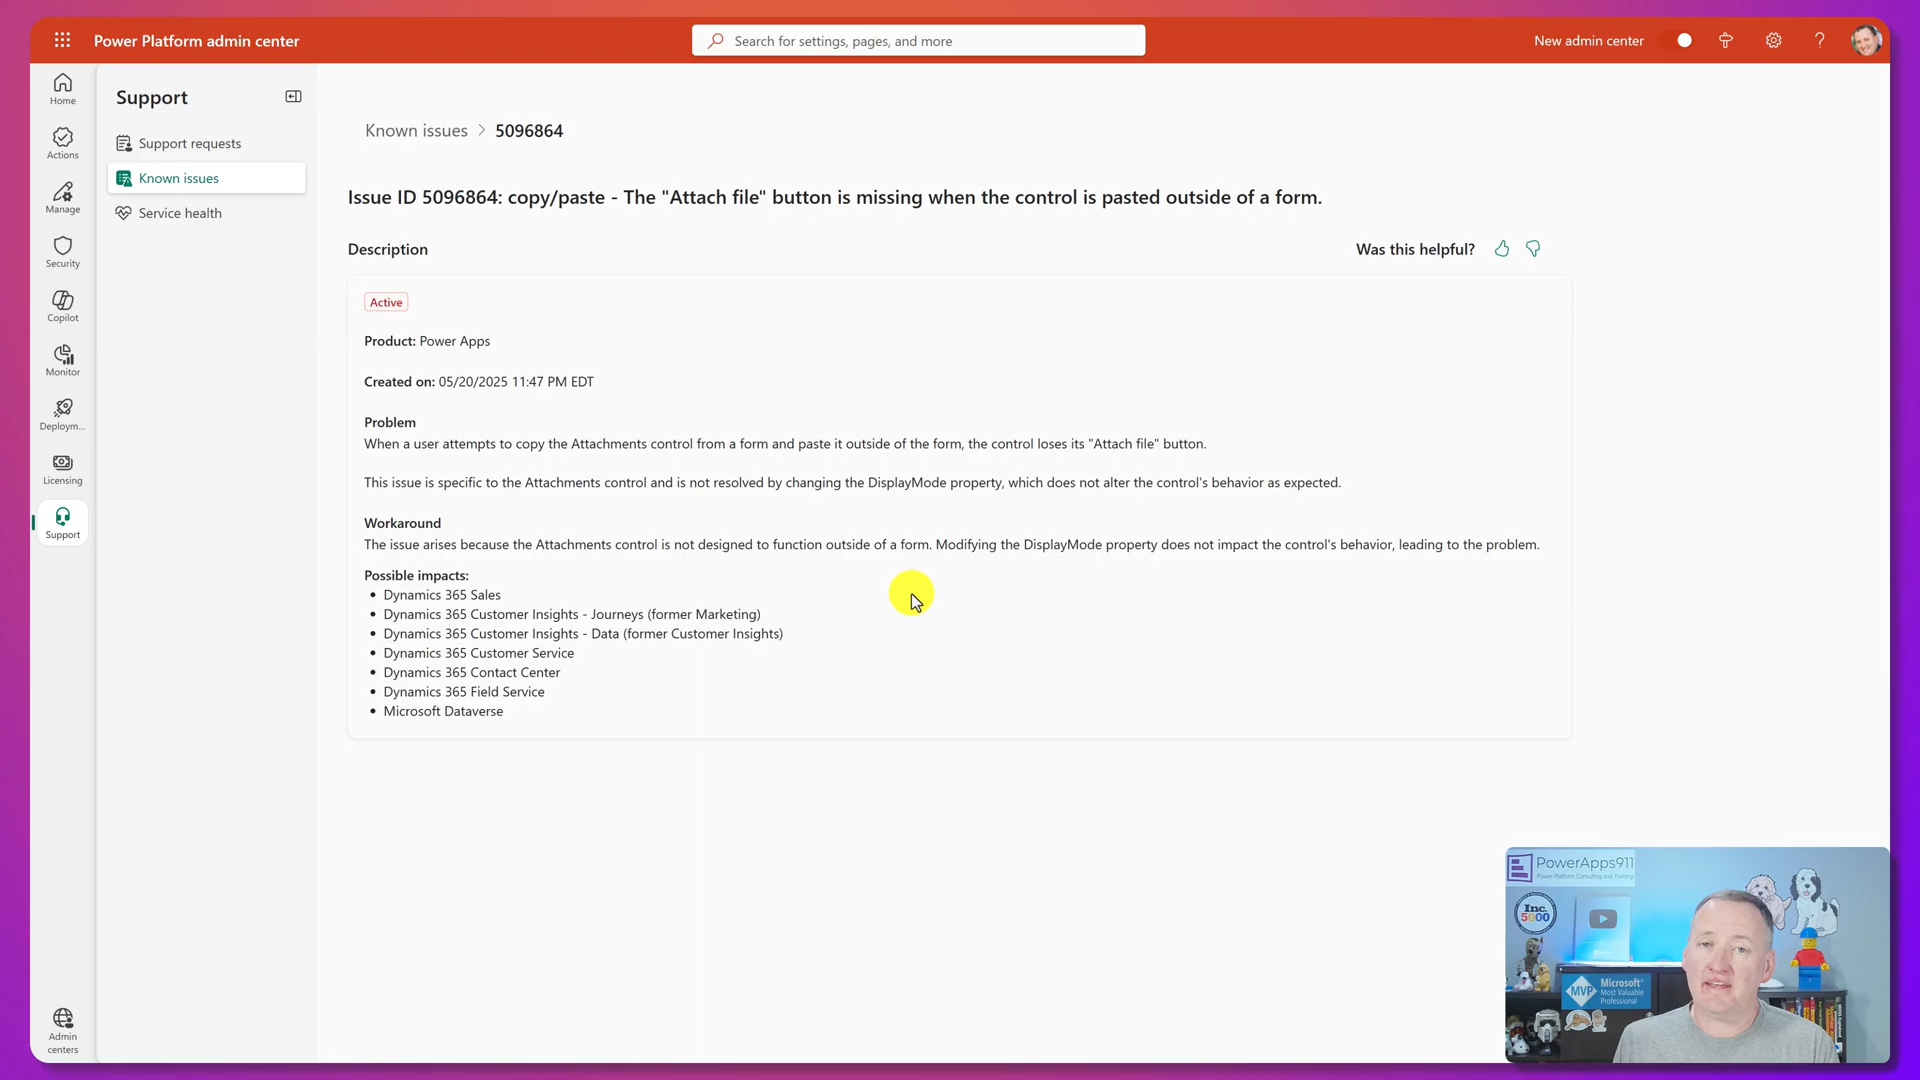 Power Platform admin center
Search for settings, pages, and more
New admin center
Home
Actions
Manage
Security
Copilot
Monitor
Deploym...
Licensing
Support
Admin
centers
Support
Support requests
Known issues
Service health
Known issues > 5096864
Issue ID 5096864: copy/paste - The "Attach file" button is missing when the control is pasted outside of a form.
Description
Was this helpful?
Active
Product: Power Apps
Created on: 05/20/2025 11:47 PM EDT
Problem
When a user attempts to copy the Attachments control from a form and paste it outside of the form, the control loses its "Attach file" button.
This issue is specific to the Attachments control and is not resolved by changing the DisplayMode property, which does not alter the control's behavior as expected.
Workaround
The issue arises because the Attachments control is not designed to function outside of a form. Modifying the DisplayMode property does not impact the control's behavior, leading to the problem.
Possible impacts:
• Dynamics 365 Sales
• Dynamics 365 Customer Insights - Journeys (former Marketing)
• Dynamics 365 Customer Insights - Data (former Customer Insights)
• Dynamics 365 Customer Service
• Dynamics 365 Contact Center
• Dynamics 365 Field Service
• Microsoft Dataverse
PowerApps911
Power Platform Consulting and Training
Inc.
5000
MVP
Microsoft
Most Valuable
Professional